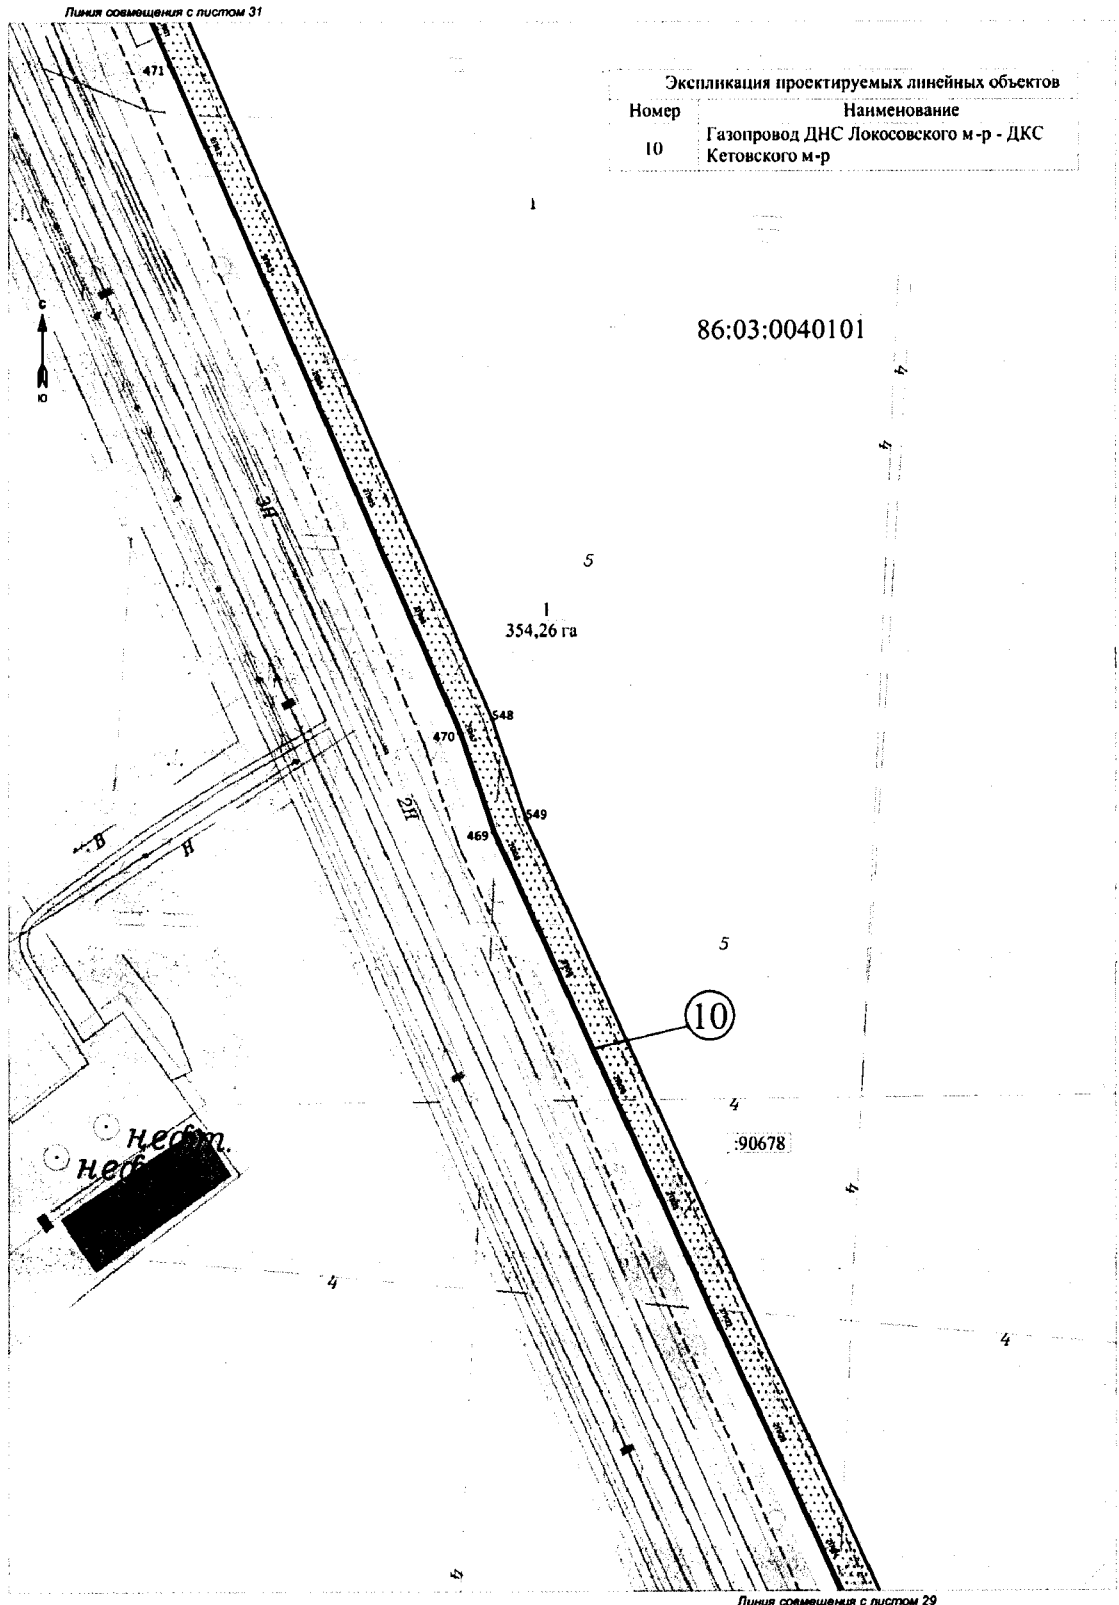 Линия совмещения с листом 31
471
Экспликация проектируемых линейных объектов
Номер Наименование
10 Газопровод ДНС Локосовского м-р - ДКС
Кетовского м-р
1
86:03:0040101
С
Ю
4
4
3Н
5
1
354,26 га
548
470
2Н
549
469
В
Н
5
10
4
:90678
нефт.
4
4
4
4
Линия совмещения с листом 29